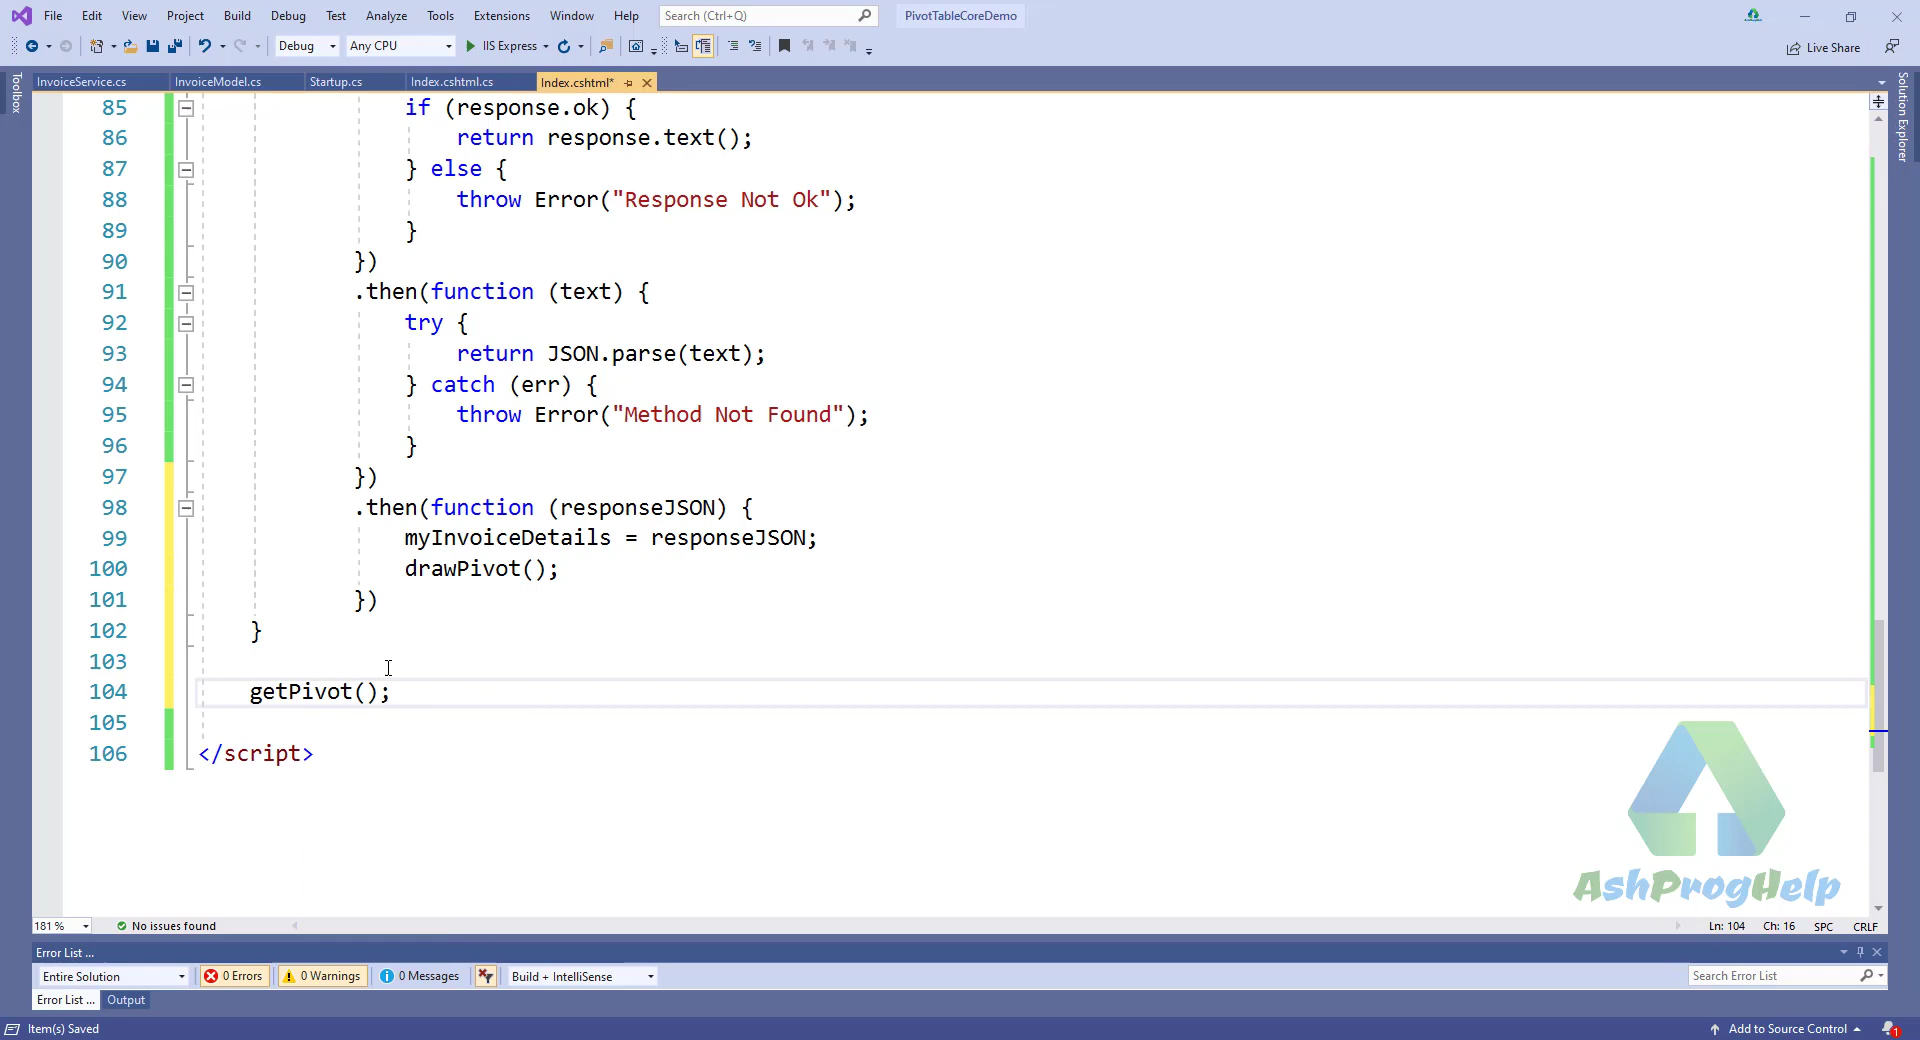 File Edit View Project Build Debug Test Analyze Tools Extensions Window Help Search (Ctrl+Q) PivotTableCoreDemo
Debug Any CPU IIS Express Live Share
Toolbox
InvoiceService.cs InvoiceModel.cs Startup.cs Index.cshtml.cs Index.cshtml*
Solution Explorer
85 if (response.ok) {
86 return response.text();
87 } else {
88 throw Error("Response Not Ok");
89 }
90 })
91 .then(function (text) {
92 try {
93 return JSON.parse(text);
94 } catch (err) {
95 throw Error("Method Not Found");
96 }
97 })
98 .then(function (responseJSON) {
99 myInvoiceDetails = responseJSON;
100 drawPivot();
101 })
102 }
103
104 getPivot();
105
106 </script>
AshProgHelp
181 % No issues found Ln: 104 Ch: 16 SPC CRLF
Error List ...
Entire Solution 0 Errors 0 Warnings 0 Messages Build + IntelliSense Search Error List
Error List ... Output
Item(s) Saved Add to Source Control 1